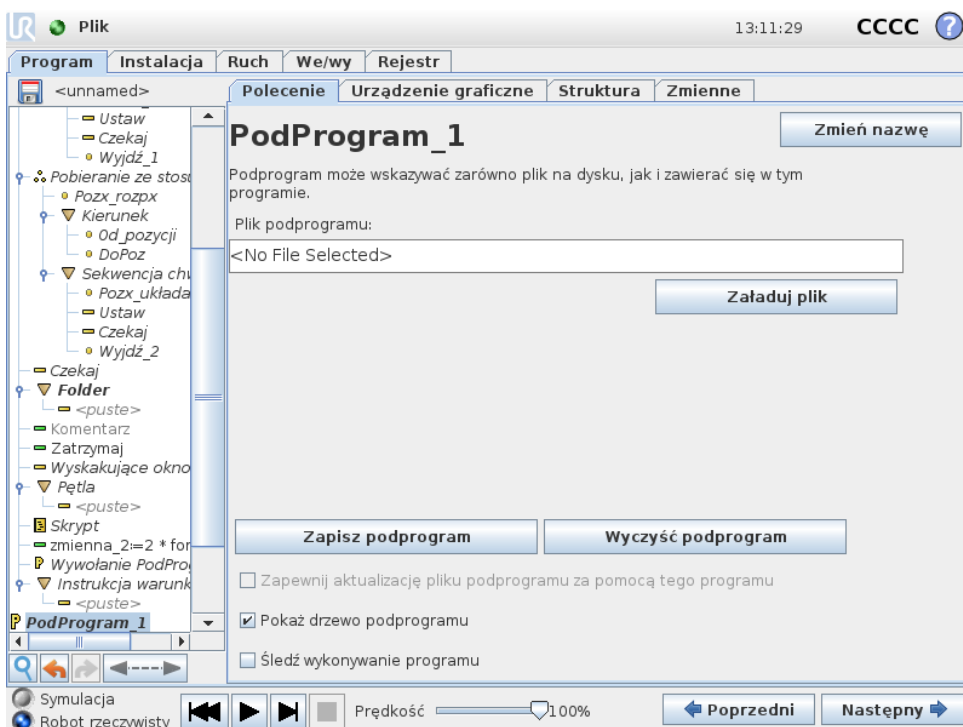 UR Plik 13:11:29 CCCC ?
Program Instalacja Ruch We/wy Rejestr
<unnamed>
Polecenie Urządzenie graficzne Struktura Zmienne
Ustaw
Czekaj
Wyjdź_1
Pobieranie ze stosu
Pozx_rozpx
Kierunek
Od_pozycji
DoPoz
Sekwencja
Pozx_układa
Ustaw
Czekaj
Wyjdź_2
Czekaj
Folder
<puste>
Komentarz
Zatrzymaj
Wyskakujące okno
Pętla
<puste>
Skrypt
zmienna_2:=2 * for
P Wywołanie PodPro
Instrukcja warunk
<puste>
P PodProgram_1
PodProgram_1
Zmień nazwę
Podprogram może wskazywać zarówno plik na dysku, jak i zawierać się w tym
programie.
Plik podprogramu:
<No File Selected>
Załaduj plik
Zapisz podprogram Wyczyść podprogram
Zapewnij aktualizację pliku podprogramu za pomocą tego programu
Pokaż drzewo podprogramu
Śledź wykonywanie programu
Symulacja
Robot rzeczywisty
Prędkość 100%
Poprzedni Następny